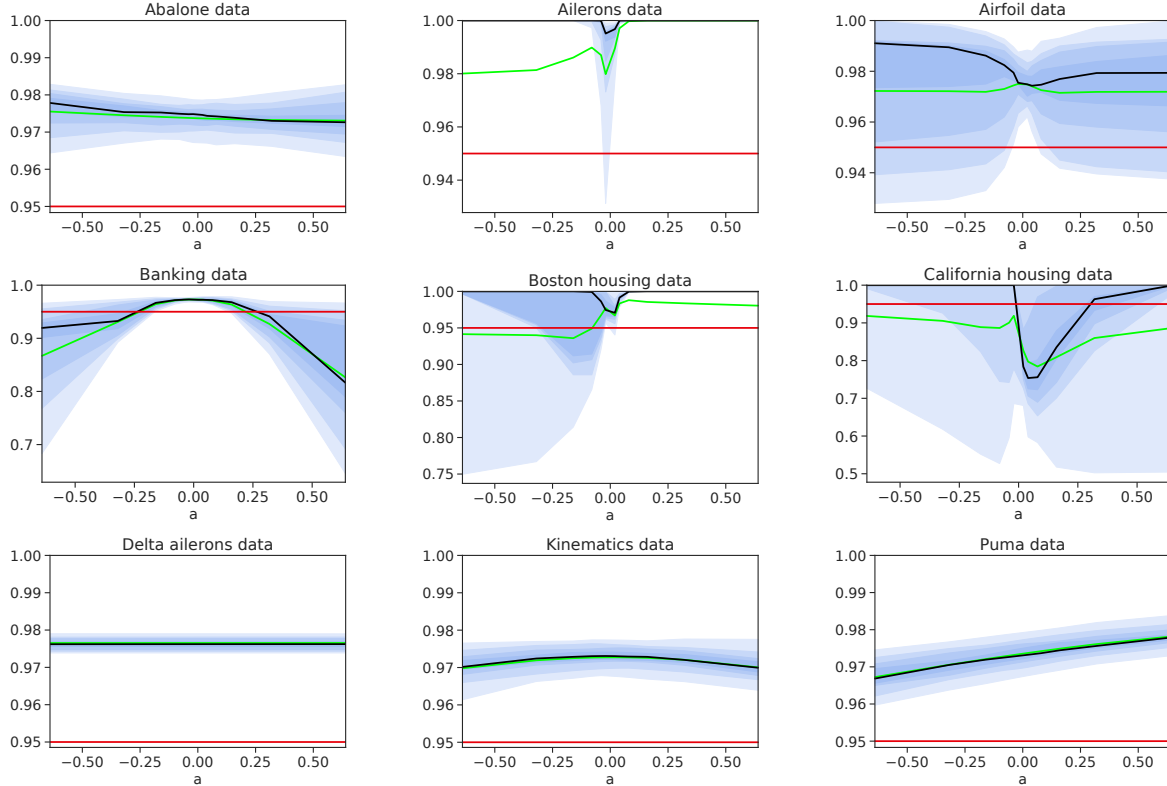 Abalone data
1.00
0.99
0.98
0.97
0.96
0.95
−0.50 −0.25 0.00 0.25 0.50
a
Ailerons data
1.00
0.98
0.96
0.94
−0.50 −0.25 0.00 0.25 0.50
a
Airfoil data
1.00
0.98
0.96
0.94
−0.50 −0.25 0.00 0.25 0.50
a
Banking data
1.0
0.9
0.8
0.7
−0.50 −0.25 0.00 0.25 0.50
a
Boston housing data
1.00
0.95
0.90
0.85
0.80
0.75
−0.50 −0.25 0.00 0.25 0.50
a
California housing data
1.0
0.9
0.8
0.7
0.6
0.5
−0.50 −0.25 0.00 0.25 0.50
a
Delta ailerons data
1.00
0.99
0.98
0.97
0.96
0.95
−0.50 −0.25 0.00 0.25 0.50
a
Kinematics data
1.00
0.99
0.98
0.97
0.96
0.95
−0.50 −0.25 0.00 0.25 0.50
a
Puma data
1.00
0.99
0.98
0.97
0.96
0.95
−0.50 −0.25 0.00 0.25 0.50
a